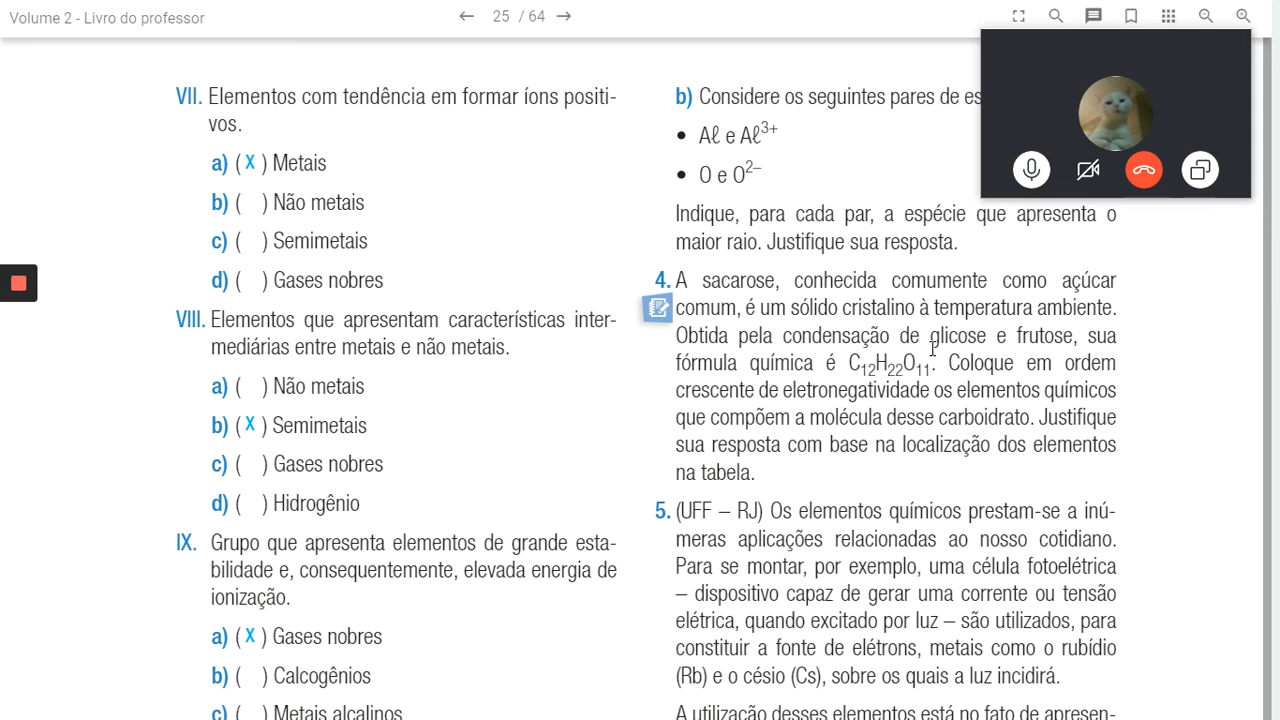 Volume 2 - Livro do professor
25 / 64
VII. Elementos com tendência em formar íons positi-
vos.
a) ( X ) Metais
b) ( ) Não metais
c) ( ) Semimetais
d) ( ) Gases nobres
VIII. Elementos que apresentam características inter-
mediárias entre metais e não metais.
a) ( ) Não metais
b) ( X ) Semimetais
c) ( ) Gases nobres
d) ( ) Hidrogênio
IX. Grupo que apresenta elementos de grande esta-
bilidade e, consequentemente, elevada energia de
ionização.
a) ( X ) Gases nobres
b) ( ) Calcogênios
c) ( ) Metais alcalinos
b) Considere os seguintes pares de es
• Aℓ e Aℓ³⁺
• O e O²⁻
Indique, para cada par, a espécie que apresenta o
maior raio. Justifique sua resposta.
4. A sacarose, conhecida comumente como açúcar
comum, é um sólido cristalino à temperatura ambiente.
Obtida pela condensação de glicose e frutose, sua
fórmula química é C₁₂H₂₂O₁₁. Coloque em ordem
crescente de eletronegatividade os elementos químicos
que compõem a molécula desse carboidrato. Justifique
sua resposta com base na localização dos elementos
na tabela.
5. (UFF – RJ) Os elementos químicos prestam-se a inú-
meras aplicações relacionadas ao nosso cotidiano.
Para se montar, por exemplo, uma célula fotoelétrica
– dispositivo capaz de gerar uma corrente ou tensão
elétrica, quando excitado por luz – são utilizados, para
constituir a fonte de elétrons, metais como o rubídio
(Rb) e o césio (Cs), sobre os quais a luz incidirá.
A utilização desses elementos está no fato de apresen-